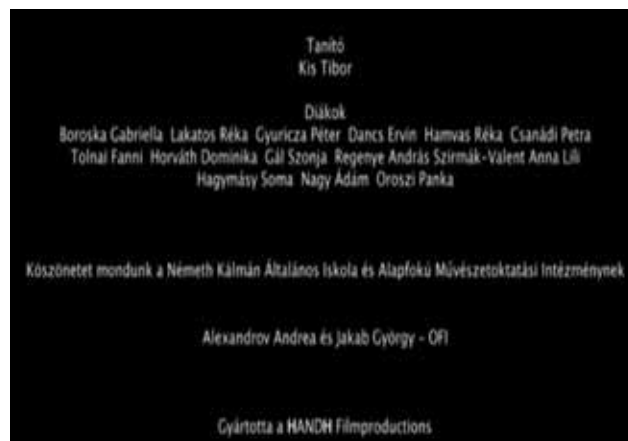 Tanító
Kis Tibor
Diákok
Boroska Gabriella Lakatos Réka Gyuricza Péter Dancs Ervin Hamvas Réka Csanádi Petra
Tolnai Fanni Horváth Dominika Gál Szonja Regenye András Szirmák-Valent Anna Lili
Hagymásy Soma Nagy Ádám Oroszi Panka
Köszönetet mondunk a Németh Kálmán Általános Iskola és Alapfokú Művészetoktatási Intézménynek
Alexandrov Andrea és Jakab György - OFI
Gyártotta a HANDH Filmproductions